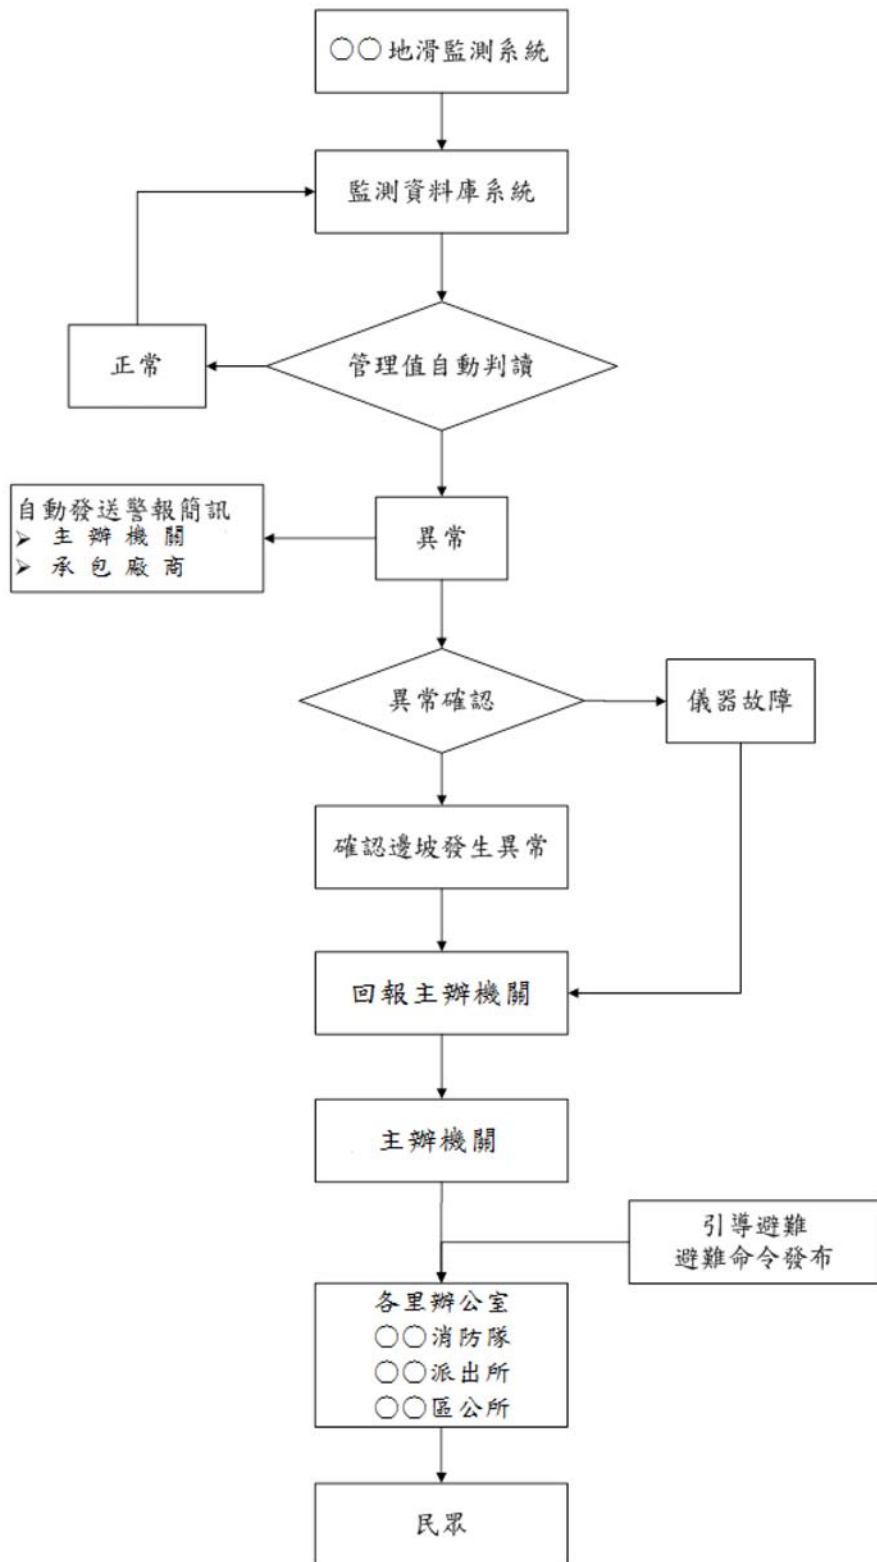 ○○地滑監測系統
監測資料庫系統
管理值自動判讀
正常
異常
自動發送警報簡訊
➢ 主辦機關
➢ 承包廠商
異常確認
儀器故障
確認邊坡發生異常
回報主辦機關
主辦機關
引導避難
避難命令發布
各里辦公室
○○消防隊
○○派出所
○○區公所
民眾